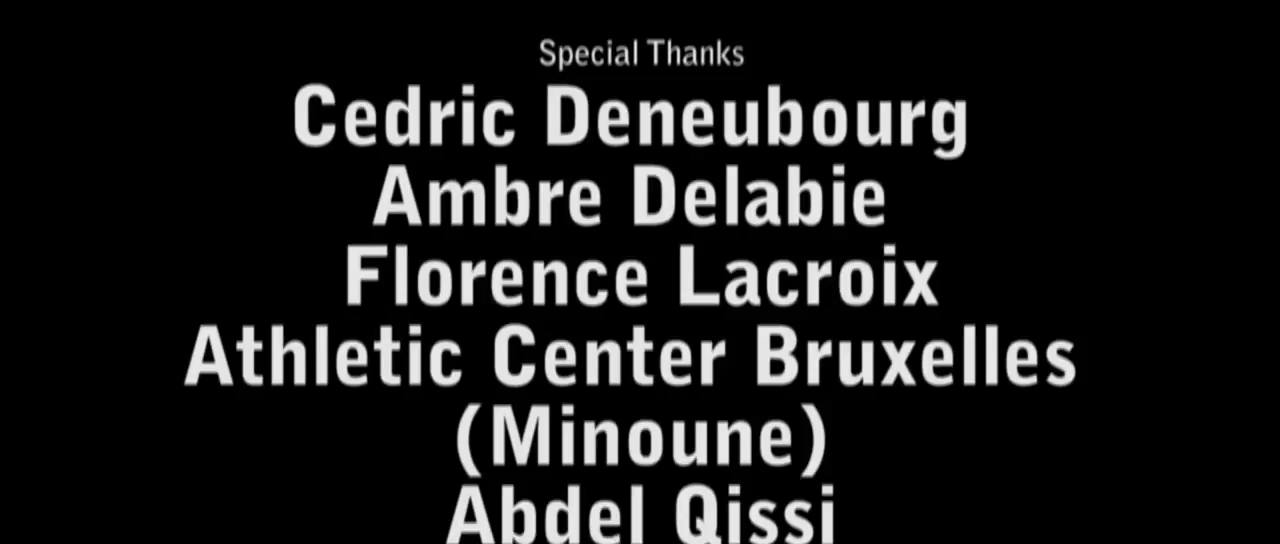 Special Thanks
Cedric Deneubourg
Ambre Delabie
Florence Lacroix
Athletic Center Bruxelles
(Minoune)
Abdel Qissi